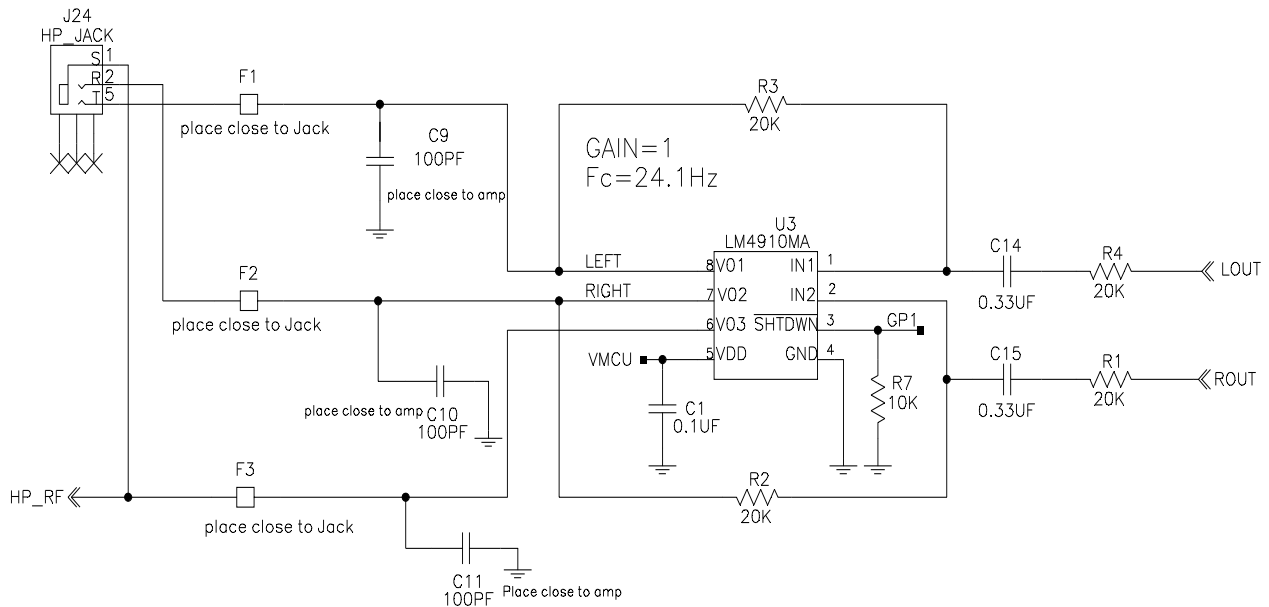 J24
HP_JACK
S 1
R 2
T 5
F1
place close to Jack
C9
100PF
place close to amp
R3
20K
GAIN=1
Fc=24.1Hz
U3
LM4910MA
LEFT
RIGHT
8 VO1
7 VO2
6 VO3
5 VDD
IN1 1
IN2 2
SHTDWN 3
GND 4
GP1
VMCU
C1
0.1UF
R7
10K
C14
0.33UF
R4
20K
LOUT
C15
0.33UF
R1
20K
ROUT
F2
place close to Jack
place close to amp
C10
100PF
F3
HP_RF
place close to Jack
R2
20K
C11
100PF
Place close to amp